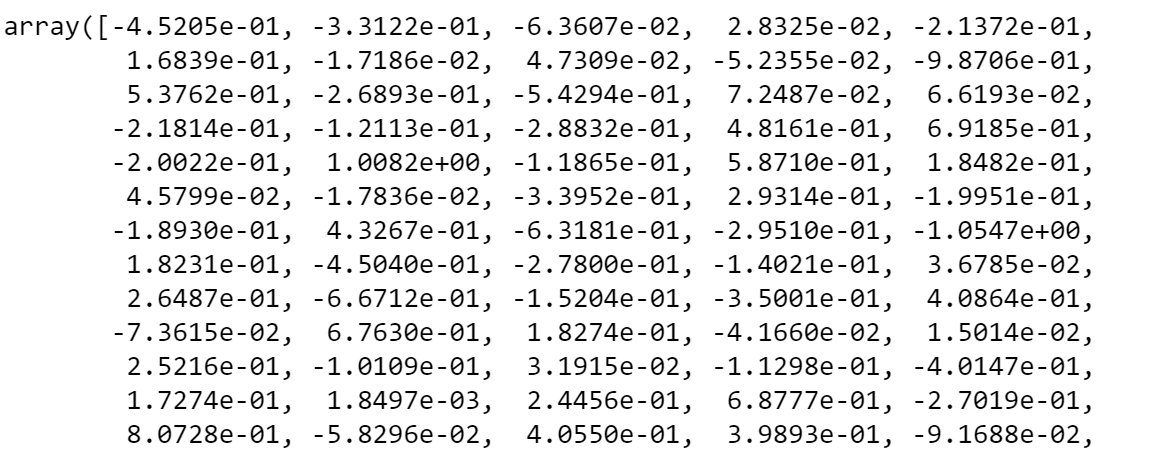 array([-4.5205e-01, -3.3122e-01, -6.3607e-02, 2.8325e-02, -2.1372e-01,
1.6839e-01, -1.7186e-02, 4.7309e-02, -5.2355e-02, -9.8706e-01,
5.3762e-01, -2.6893e-01, -5.4294e-01, 7.2487e-02, 6.6193e-02,
-2.1814e-01, -1.2113e-01, -2.8832e-01, 4.8161e-01, 6.9185e-01,
-2.0022e-01, 1.0082e+00, -1.1865e-01, 5.8710e-01, 1.8482e-01,
4.5799e-02, -1.7836e-02, -3.3952e-01, 2.9314e-01, -1.9951e-01,
-1.8930e-01, 4.3267e-01, -6.3181e-01, -2.9510e-01, -1.0547e+00,
1.8231e-01, -4.5040e-01, -2.7800e-01, -1.4021e-01, 3.6785e-02,
2.6487e-01, -6.6712e-01, -1.5204e-01, -3.5001e-01, 4.0864e-01,
-7.3615e-02, 6.7630e-01, 1.8274e-01, -4.1660e-02, 1.5014e-02,
2.5216e-01, -1.0109e-01, 3.1915e-02, -1.1298e-01, -4.0147e-01,
1.7274e-01, 1.8497e-03, 2.4456e-01, 6.8777e-01, -2.7019e-01,
8.0728e-01, -5.8296e-02, 4.0550e-01, 3.9893e-01, -9.1688e-02,